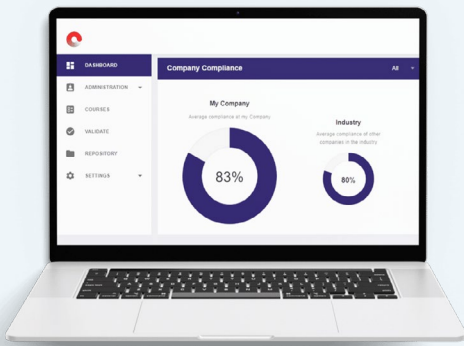 DASHBOARD
ADMINISTRATION
COURSES
VALIDATE
REPOSITORY
SETTINGS
Company Compliance
All
My Company
Average compliance of my Company
83%
Industry
Average compliance of other
companies in the industry
80%